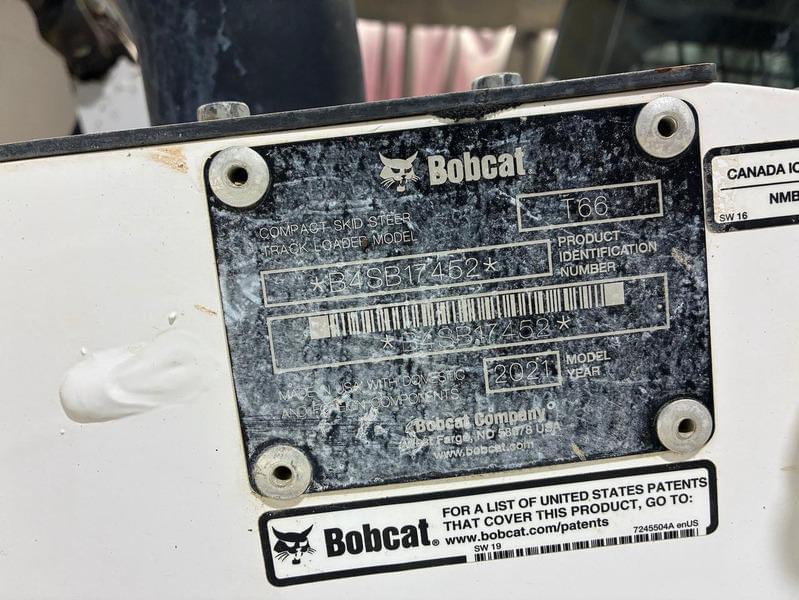 Bobcat
COMPACT SKID STEER
TRACK LOADER MODEL
T66
*B4SB17452*
PRODUCT
IDENTIFICATION
NUMBER
*B4SB17452*
MADE IN USA WITH DOMESTIC
AND FOREIGN COMPONENTS
2021
MODEL
YEAR
Bobcat Company
West Fargo, ND 58078 USA
www.bobcat.com
CANADA IC
NMB
SW 16
Bobcat®
FOR A LIST OF UNITED STATES PATENTS
THAT COVER THIS PRODUCT, GO TO:
www.bobcat.com/patents
7245504A enUS
SW 19